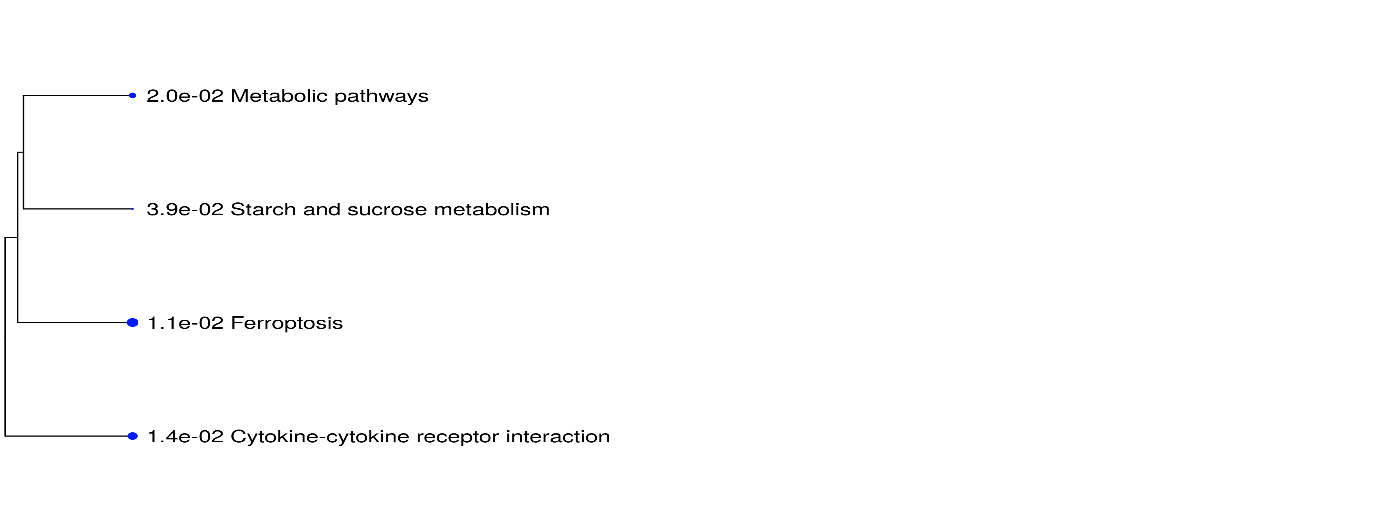 2.0e-02 Metabolic pathways
3.9e-02 Starch and sucrose metabolism
1.1e-02 Ferroptosis
1.4e-02 Cytokine-cytokine receptor interaction